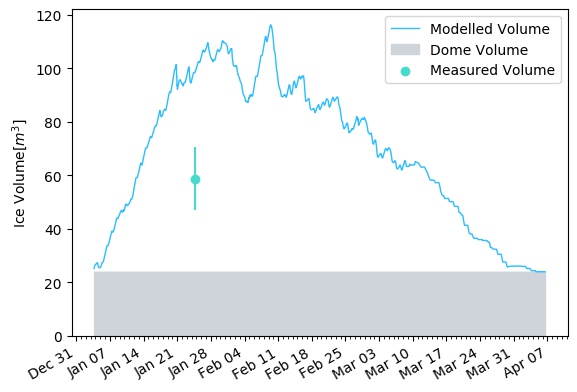 Modelled Volume
Dome Volume
Measured Volume
Ice Volume[m³]
120
100
80
60
40
20
0
Dec 31
Jan 07
Jan 14
Jan 21
Jan 28
Feb 04
Feb 11
Feb 18
Feb 25
Mar 03
Mar 10
Mar 17
Mar 24
Mar 31
Apr 07